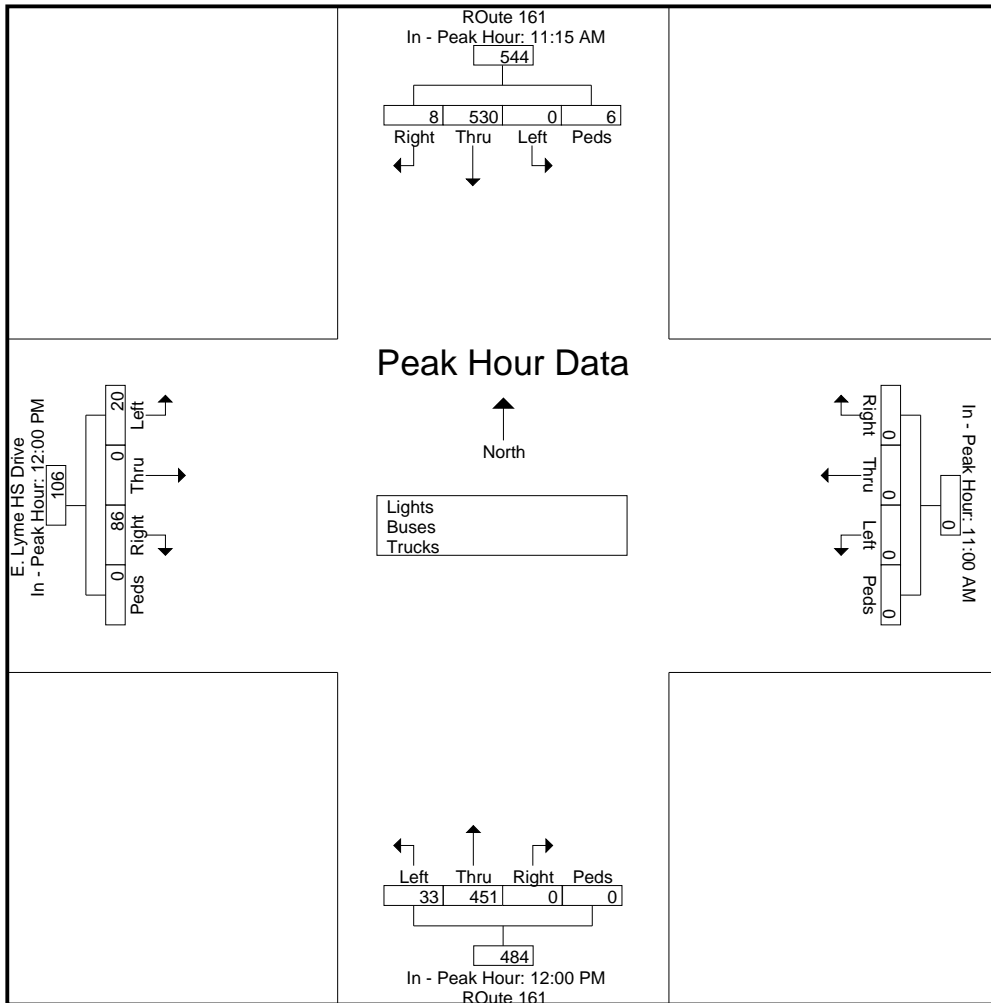 ROute 161
In - Peak Hour: 11:15 AM
544
8 530 0 6
Right Thru Left Peds
Peak Hour Data
North
Lights
Buses
Trucks
E. Lyme HS Drive
In - Peak Hour: 12:00 PM
106
20 0 86 0
Left Thru Right Peds
Right Thru Left Peds
0 0 0 0
0
In - Peak Hour: 11:00 AM
Left Thru Right Peds
33 451 0 0
484
In - Peak Hour: 12:00 PM
ROute 161